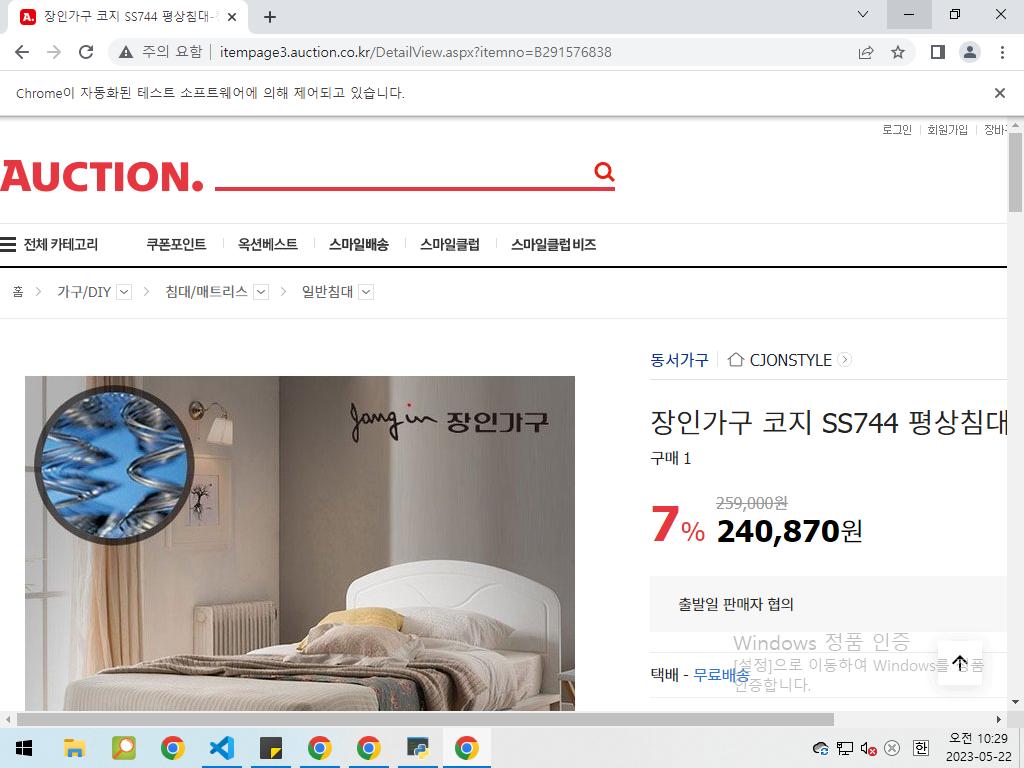 장인가구 코지 SS744 평상침대-
주의 요함 itempage3.auction.co.kr/DetailView.aspx?itemno=B291576838
Chrome이 자동화된 테스트 소프트웨어에 의해 제어되고 있습니다.
로그인 회원가입 장바
AUCTION.
전체 카테고리 쿠폰포인트 옥션베스트 스마일배송 스마일클럽 스마일클럽 비즈
홈 가구/DIY 침대/매트리스 일반침대
동서가구 CJONSTYLE
Jangin 장인가구
장인가구 코지 SS744 평상침대
구매 1
259,000원
7% 240,870원
출발일 판매자 협의
Windows 정품 인증
[설정]으로 이동하여 Windows를 정품
인증합니다.
택배 - 무료배송
한
오전 10:29
2023-05-22